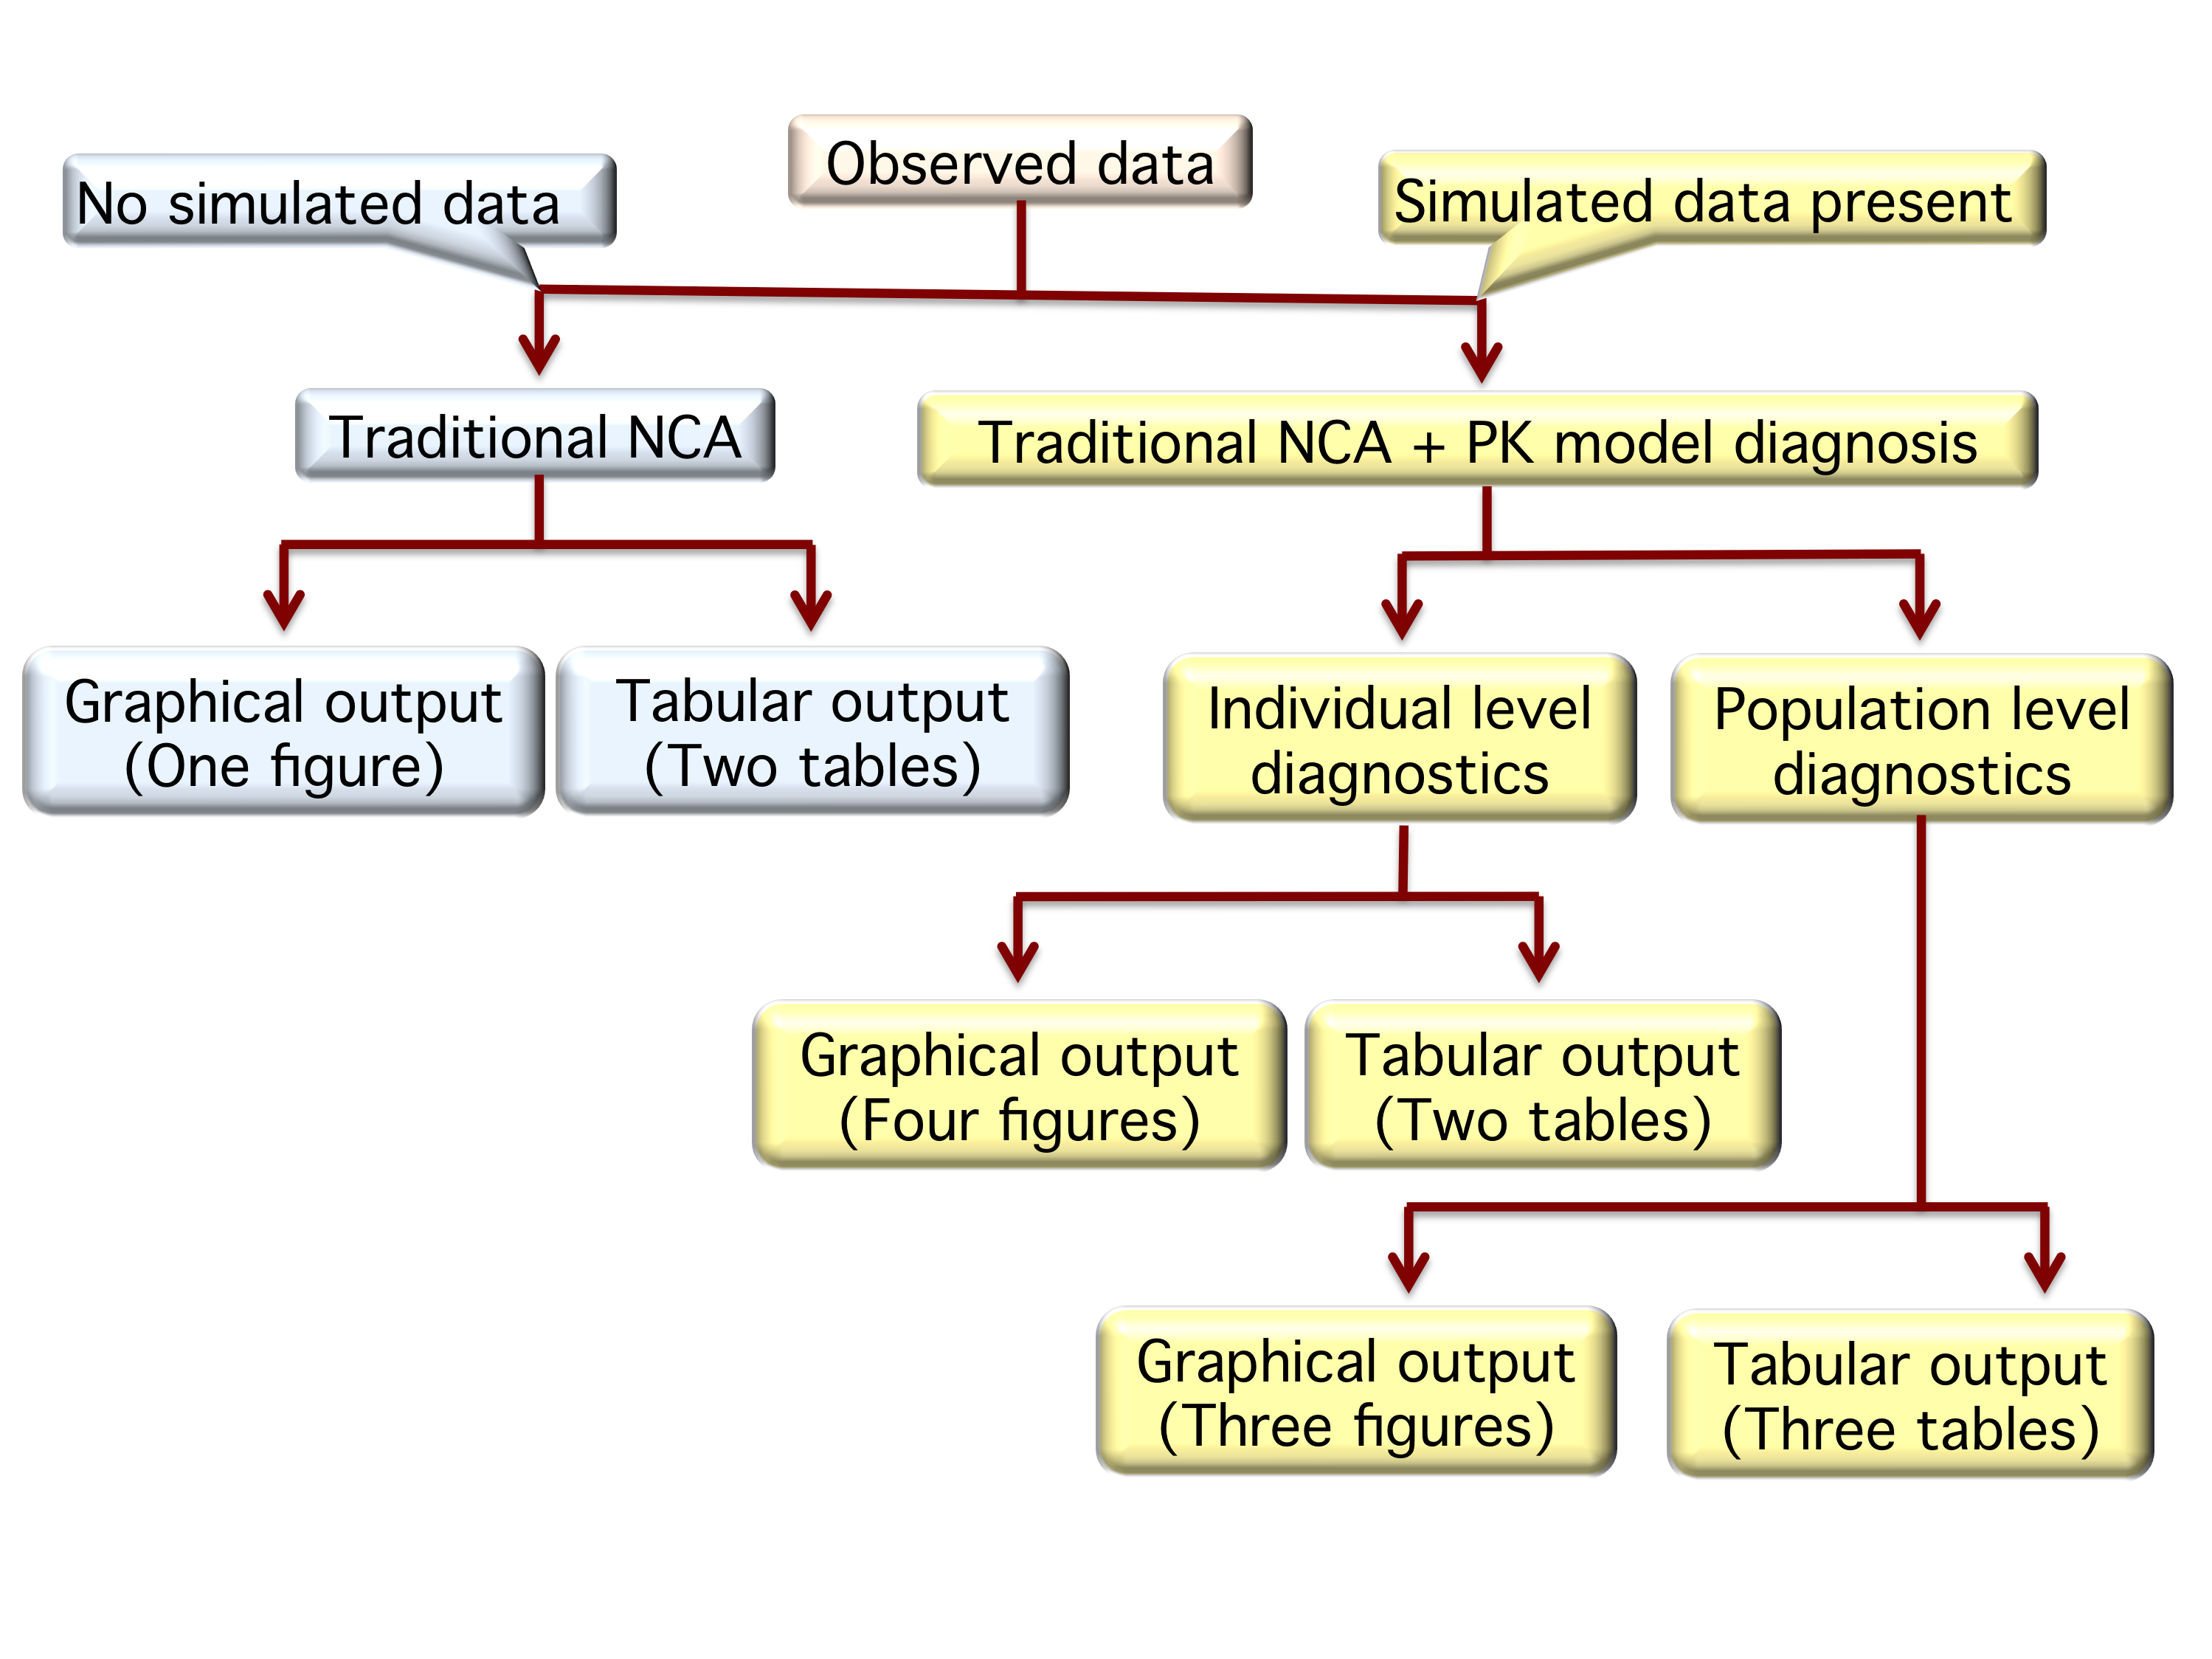 Observed data
No simulated data
Simulated data present
Traditional NCA
Traditional NCA + PK model diagnosis
Graphical output
(One figure)
Tabular output
(Two tables)
Individual level
diagnostics
Population level
diagnostics
Graphical output
(Four figures)
Tabular output
(Two tables)
Graphical output
(Three figures)
Tabular output
(Three tables)